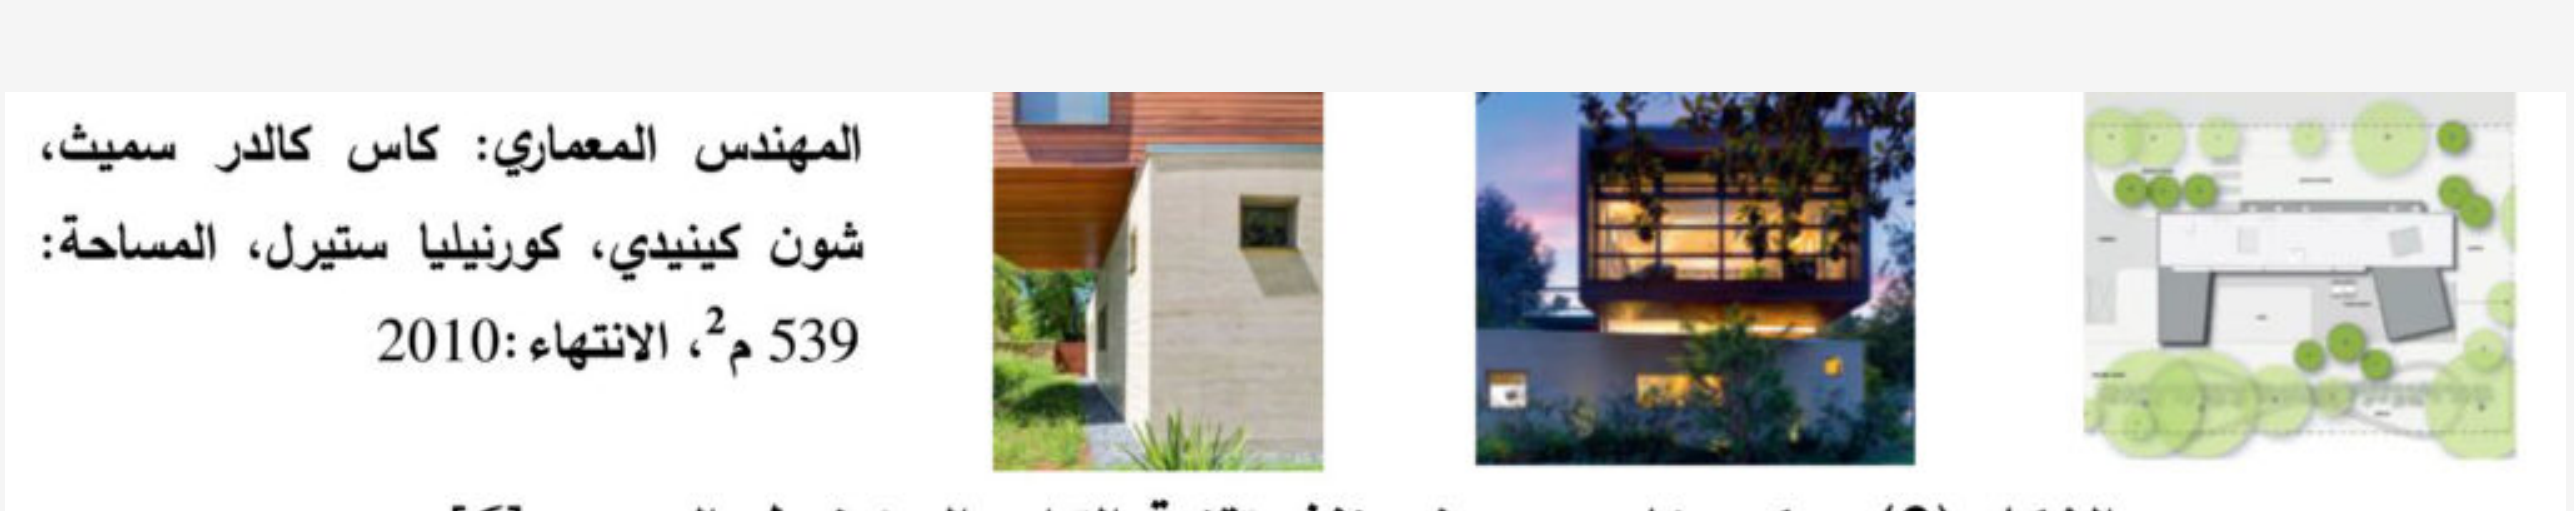 المهندس المعماري: كاس كالدر سميث،
شون كينيدي، كورنيليا ستيرل، المساحة:
539 م²، الانتهاء:2010